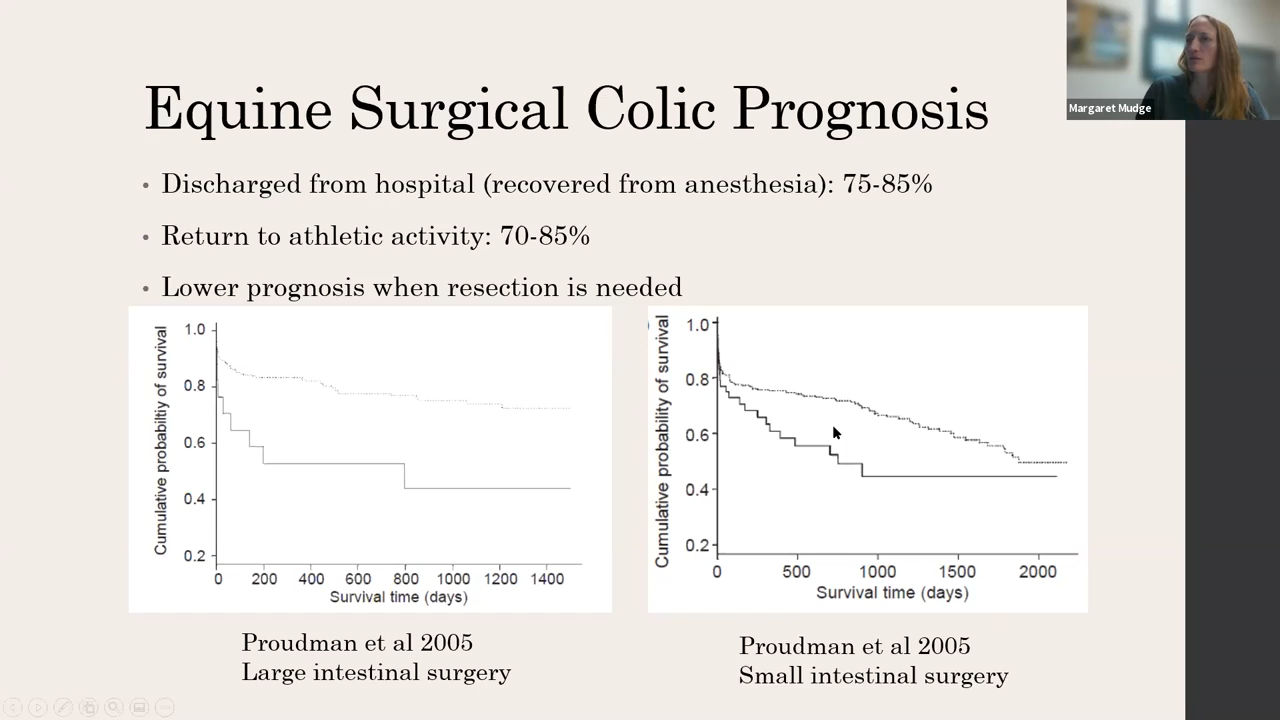 Margaret Mudge
Equine Surgical Colic Prognosis
• Discharged from hospital (recovered from anesthesia): 75-85%
• Return to athletic activity: 70-85%
• Lower prognosis when resection is needed
Cumulative probabiltiy of survival
1.0
0.8
0.6
0.4
0.2
0 200 400 600 800 1000 1200 1400
Survival time (days)
Proudman et al 2005
Large intestinal surgery
Cumulative probability of survival
1.0
0.8
0.6
0.4
0.2
0 500 1000 1500 2000
Survival time (days)
Proudman et al 2005
Small intestinal surgery